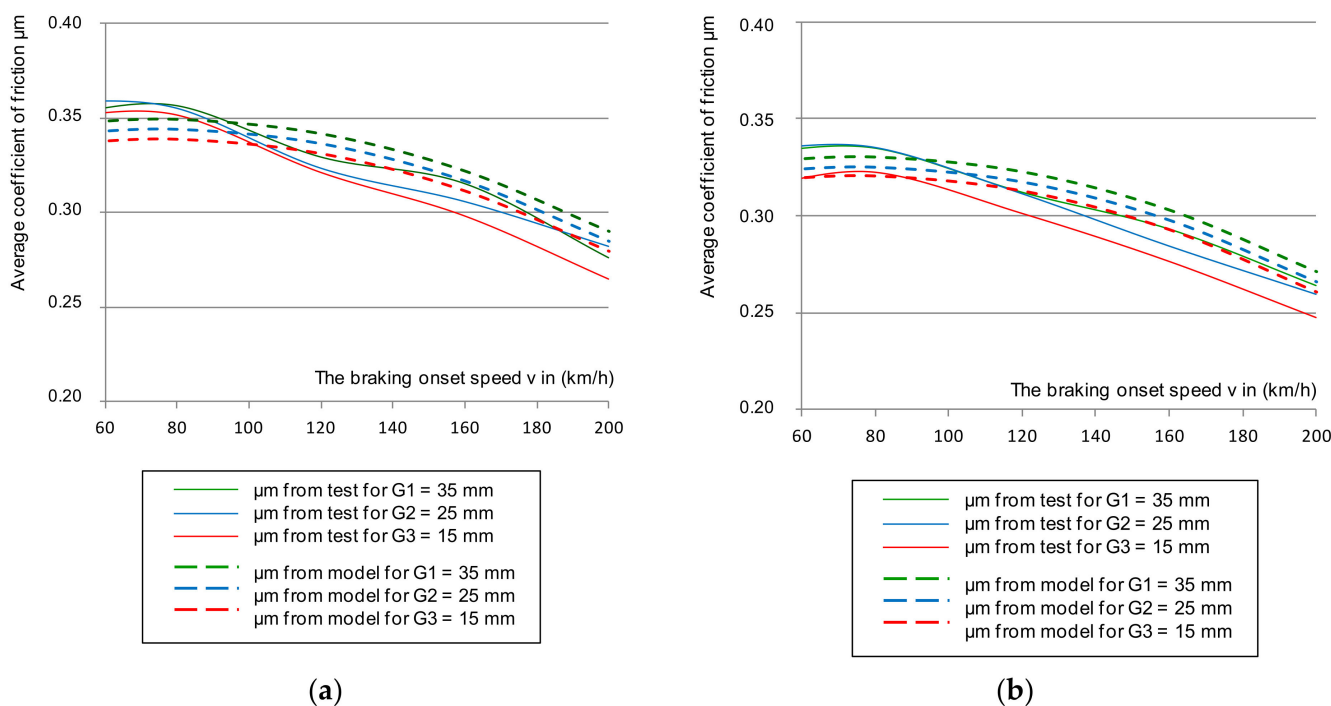 Average coefficient of friction µm
0.40
0.35
0.30
0.25
0.20
The braking onset speed v in (km/h)
60 80 100 120 140 160 180 200
µm from test for G1 = 35 mm
µm from test for G2 = 25 mm
µm from test for G3 = 15 mm
µm from model for G1 = 35 mm
µm from model for G2 = 25 mm
µm from model for G3 = 15 mm
(a)
Average coefficient of friction µm
0.40
0.35
0.30
0.25
0.20
The braking onset speed v in (km/h)
60 80 100 120 140 160 180 200
µm from test for G1 = 35 mm
µm from test for G2 = 25 mm
µm from test for G3 = 15 mm
µm from model for G1 = 35 mm
µm from model for G2 = 25 mm
µm from model for G3 = 15 mm
(b)